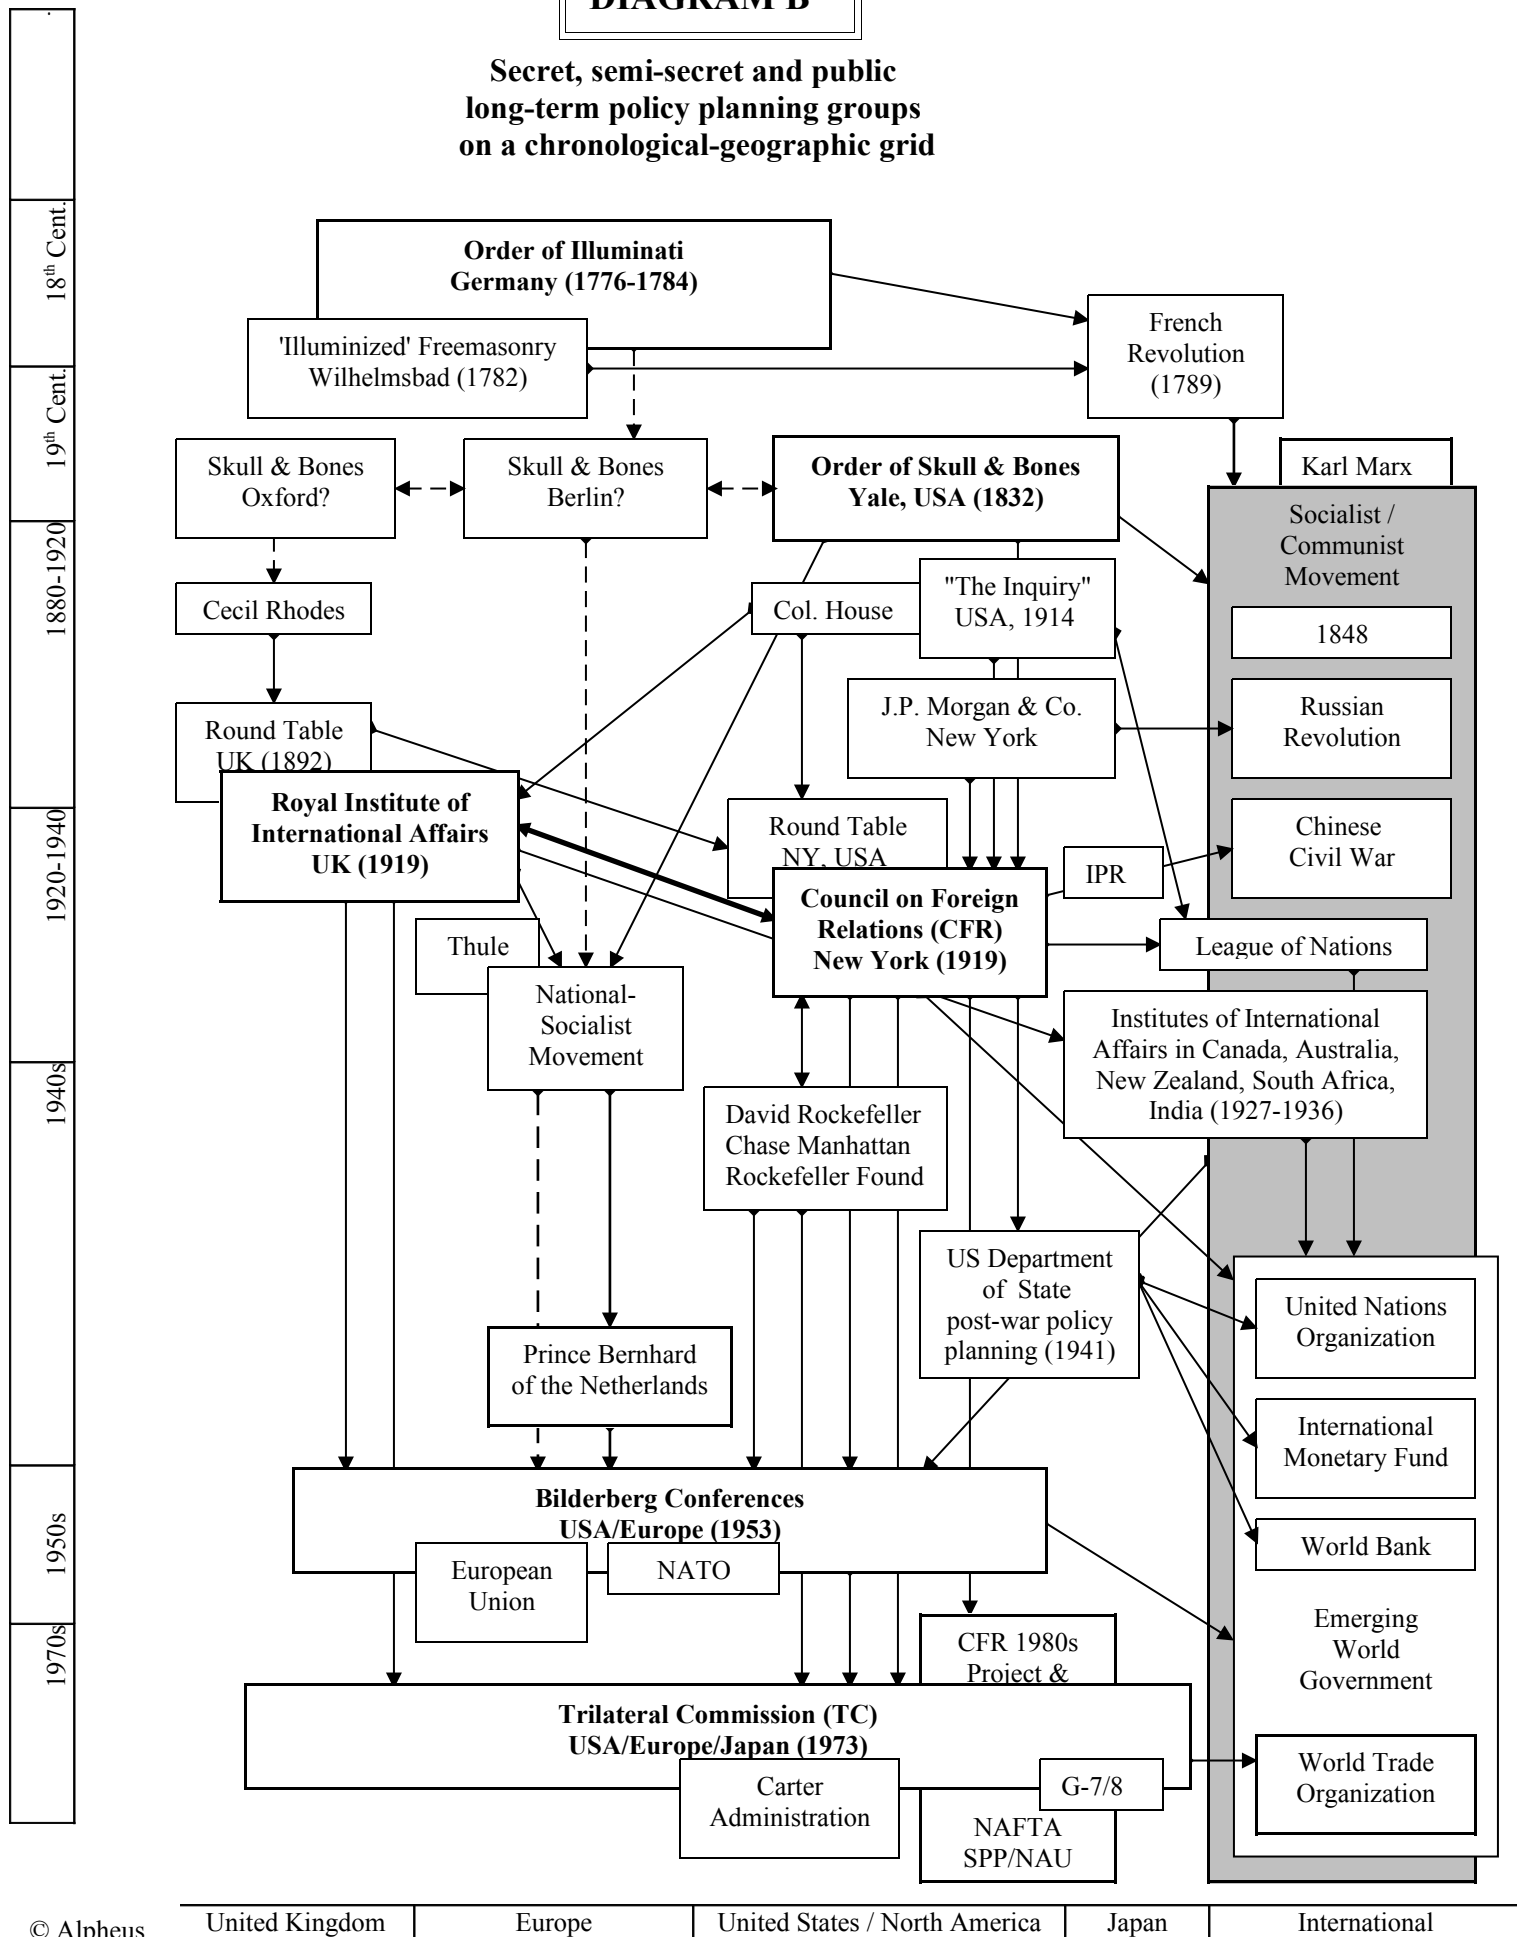 DIAGRAM B
Secret, semi-secret and public
long-term policy planning groups
on a chronological-geographic grid
18th Cent.
19th Cent.
1880-1920
1920-1940
1940s
1950s
1970s
Order of Illuminati
Germany (1776-1784)
'Illuminized' Freemasonry
Wilhelmsbad (1782)
French
Revolution
(1789)
Skull & Bones
Oxford?
Skull & Bones
Berlin?
Order of Skull & Bones
Yale, USA (1832)
Karl Marx
Socialist /
Communist
Movement
Cecil Rhodes
Col. House
"The Inquiry"
USA, 1914
1848
Round Table
UK (1892)
J.P. Morgan & Co.
New York
Russian
Revolution
Royal Institute of
International Affairs
UK (1919)
Round Table
NY, USA
IPR
Chinese
Civil War
Council on Foreign
Relations (CFR)
New York (1919)
Thule
League of Nations
National-
Socialist
Movement
Institutes of International
Affairs in Canada, Australia,
New Zealand, South Africa,
India (1927-1936)
David Rockefeller
Chase Manhattan
Rockefeller Found
US Department
of State
post-war policy
planning (1941)
United Nations
Organization
Prince Bernhard
of the Netherlands
International
Monetary Fund
Bilderberg Conferences
USA/Europe (1953)
World Bank
European
Union
NATO
Emerging
World
Government
CFR 1980s
Project &
Trilateral Commission (TC)
USA/Europe/Japan (1973)
World Trade
Organization
Carter
Administration
G-7/8
NAFTA
SPP/NAU
© Alpheus
United Kingdom
Europe
United States / North America
Japan
International